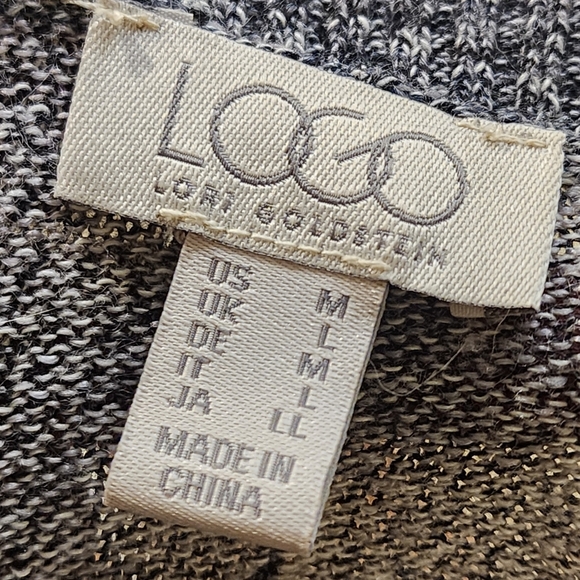 LOGO
LORI GOLDSTEIN
US M
UK L
DE M
IT L
JA LL
MADE IN
CHINA